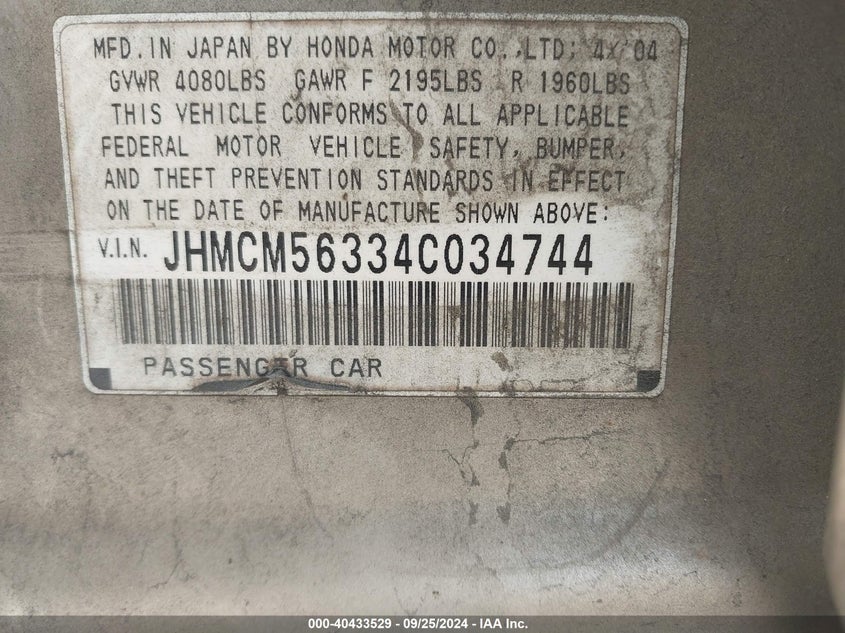 MFD. IN JAPAN BY HONDA MOTOR CO., LTD; 4/04
GVWR 4080LBS GAWR F 2195LBS R 1960LBS
THIS VEHICLE CONFORMS TO ALL APPLICABLE
FEDERAL MOTOR VEHICLE SAFETY, BUMPER,
AND THEFT PREVENTION STANDARDS IN EFFECT
ON THE DATE OF MANUFACTURE SHOWN ABOVE:
V.I.N. JHMCM56334C034744
PASSENGER CAR
000-40433529 - 09/25/2024 - IAA Inc.